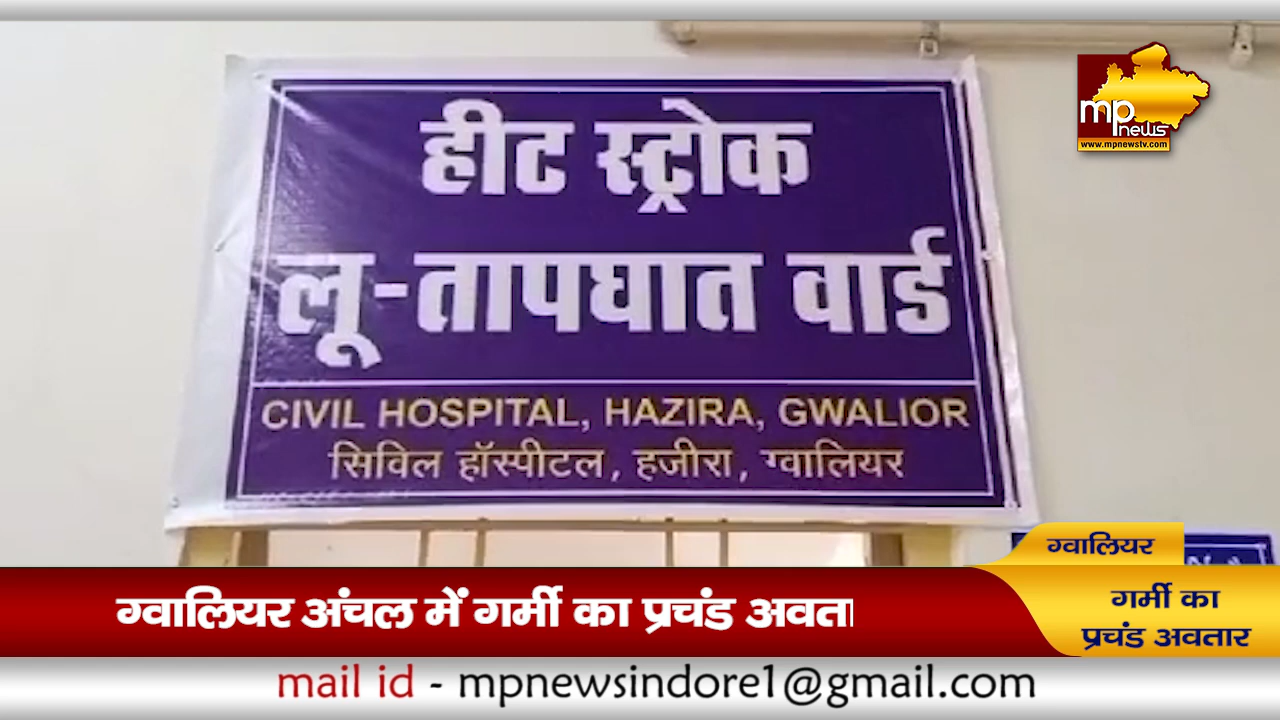 हीट स्ट्रोक
लू-तापघात वार्ड
CIVIL HOSPITAL, HAZIRA, GWALIOR
सिविल हॉस्पीटल, हजीरा, ग्वालियर
mp news
www.mpnewstv.com
ग्वालियर
ग्वालियर अंचल में गर्मी का प्रचंड अवता
गर्मी का
प्रचंड अवतार
mail id - mpnewsindore1@gmail.com